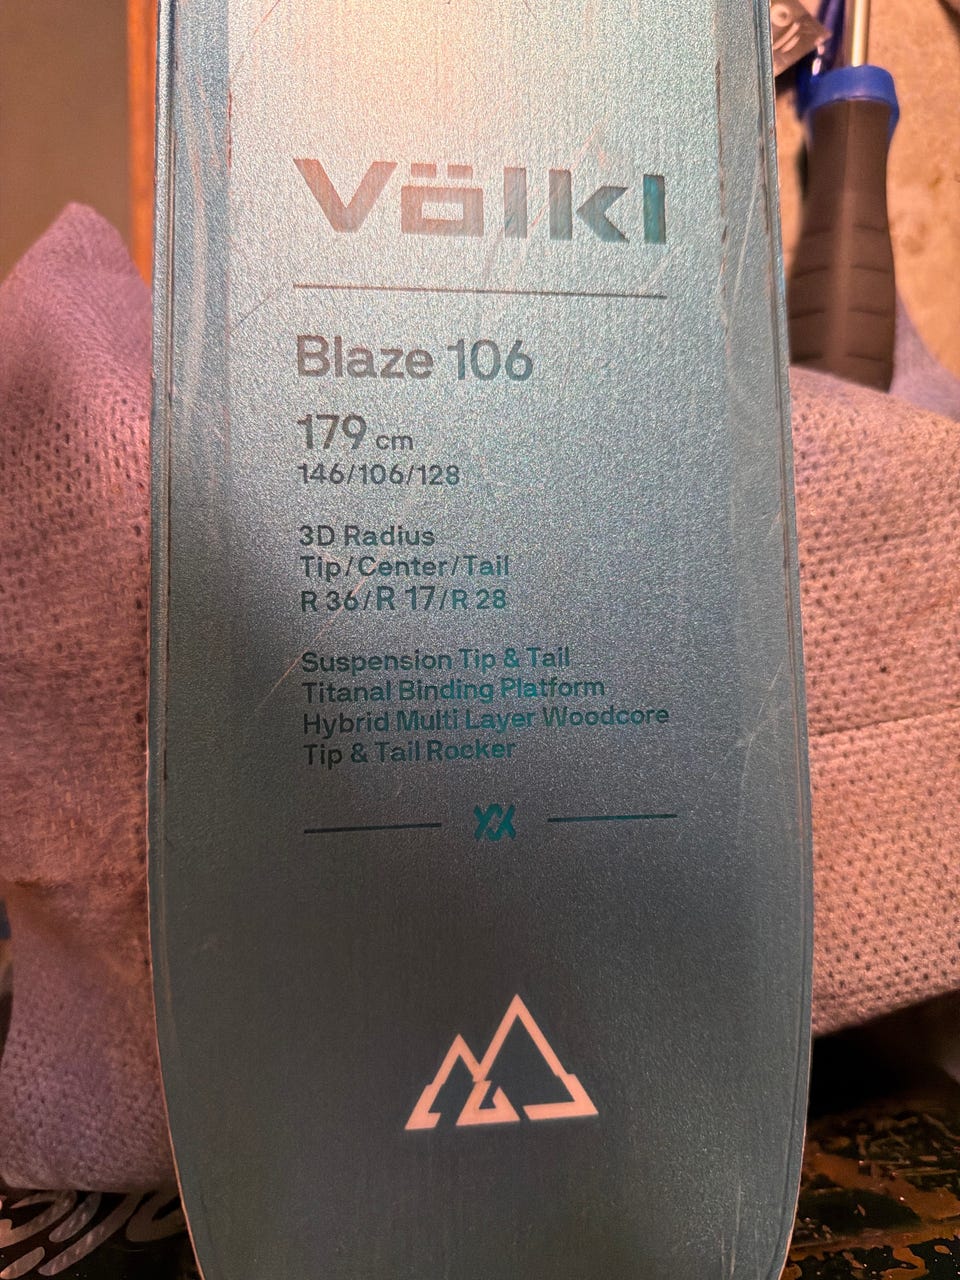 Völkl
Blaze 106
179 cm
146/106/128
3D Radius
Tip/Center/Tail
R 36/R 17/R 28
Suspension Tip & Tail
Titanal Binding Platform
Hybrid Multi Layer Woodcore
Tip & Tail Rocker